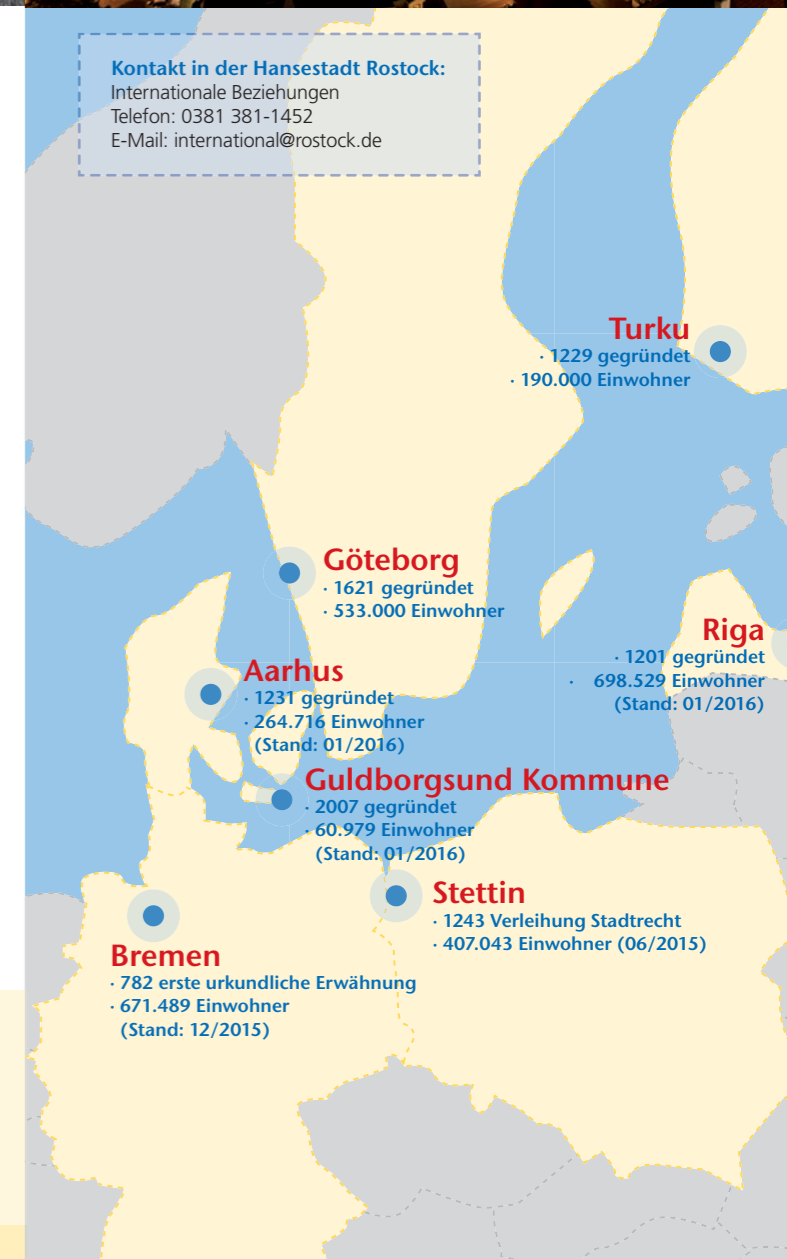 Kontakt in der Hansestadt Rostock:
Internationale Beziehungen
Telefon: 0381 381-1452
E-Mail: international@rostock.de
Turku
· 1229 gegründet
· 190.000 Einwohner
Göteborg
· 1621 gegründet
· 533.000 Einwohner
Riga
· 1201 gegründet
· 698.529 Einwohner
(Stand: 01/2016)
Aarhus
· 1231 gegründet
· 264.716 Einwohner
(Stand: 01/2016)
Guldborgsund Kommune
· 2007 gegründet
· 60.979 Einwohner
(Stand: 01/2016)
Stettin
· 1243 Verleihung Stadtrecht
· 407.043 Einwohner (06/2015)
Bremen
· 782 erste urkundliche Erwähnung
· 671.489 Einwohner
(Stand: 12/2015)